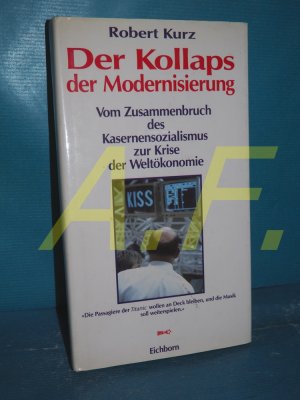 Robert Kurz
Der Kollaps
der Modernisierung
Vom Zusammenbruch
des
Kasernensozialismus
zur Krise
der Weltökonomie
KISS
«Die Passagiere der Titanic wollen an Deck bleiben, und die Musik
soll weiterspielen.»
Eichborn
A.F.